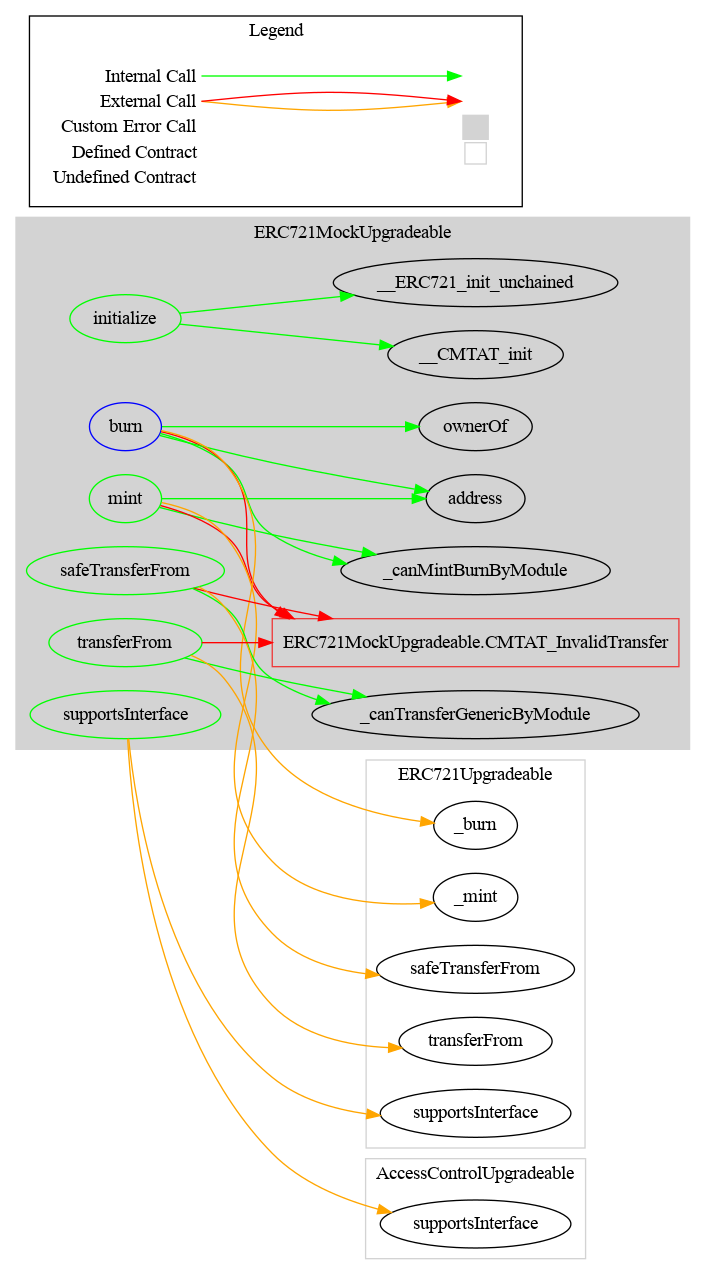 Legend
Internal Call
External Call
Custom Error Call
Defined Contract
Undefined Contract
ERC721MockUpgradeable
__ERC721_init_unchained
initialize
__CMTAT_init
burn
ownerOf
mint
address
safeTransferFrom
_canMintBurnByModule
transferFrom
ERC721MockUpgradeable.CMTAT_InvalidTransfer
supportsInterface
_canTransferGenericByModule
ERC721Upgradeable
_burn
_mint
safeTransferFrom
transferFrom
supportsInterface
AccessControlUpgradeable
supportsInterface